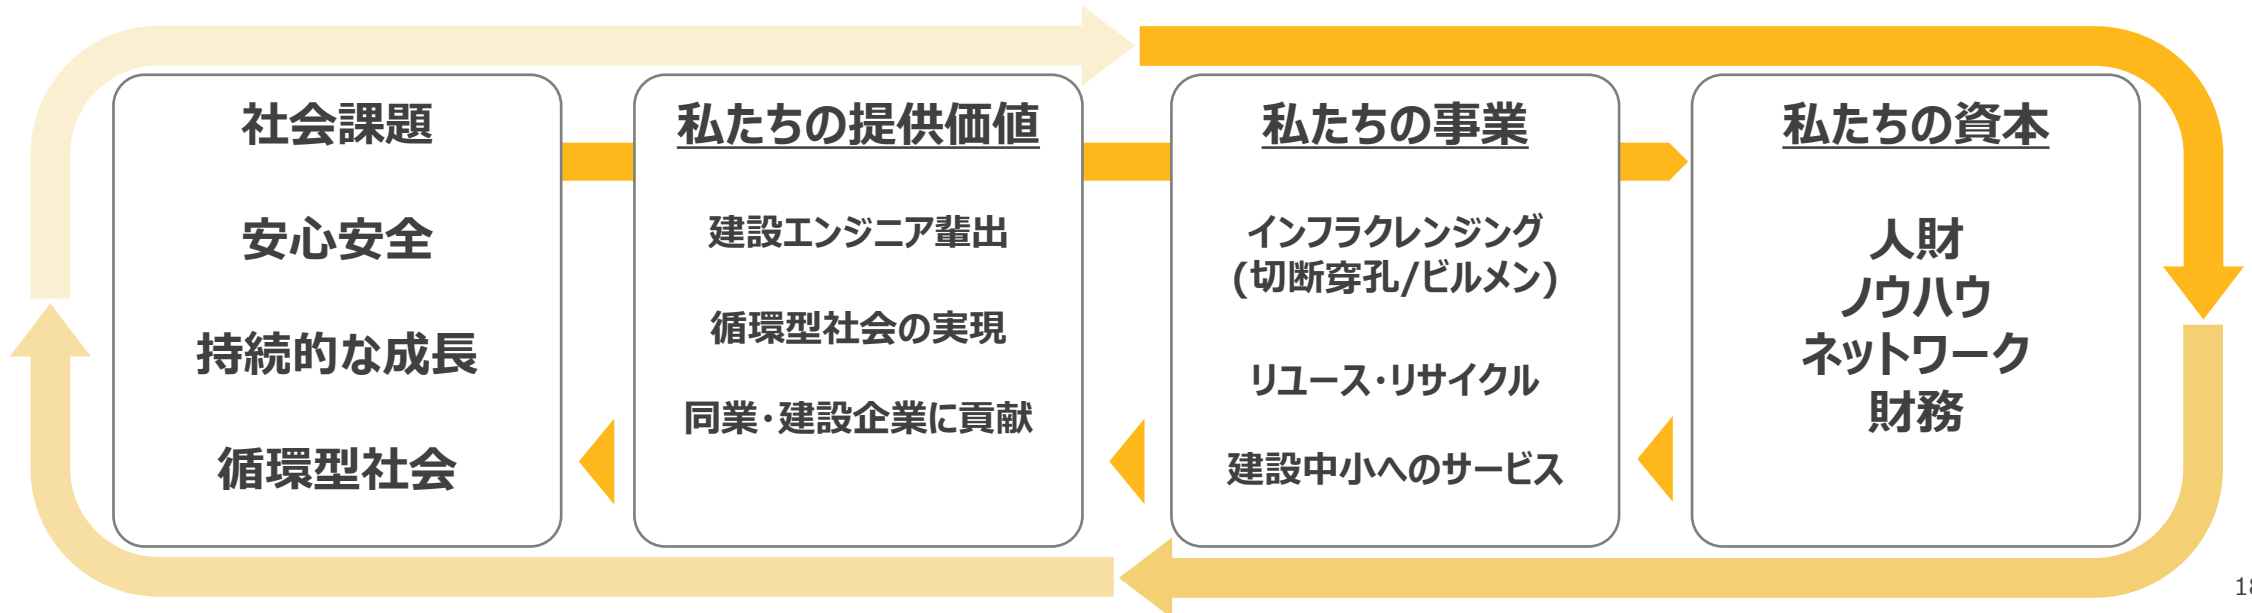 社会課題
安心安全
持続的な成長
循環型社会
私たちの提供価値
建設エンジニア輩出
循環型社会の実現
同業・建設企業に貢献
私たちの事業
インフラクレンジング
(切断穿孔/ビルメン)
リユース・リサイクル
建設中小へのサービス
私たちの資本
人財
ノウハウ
ネットワーク
財務
18